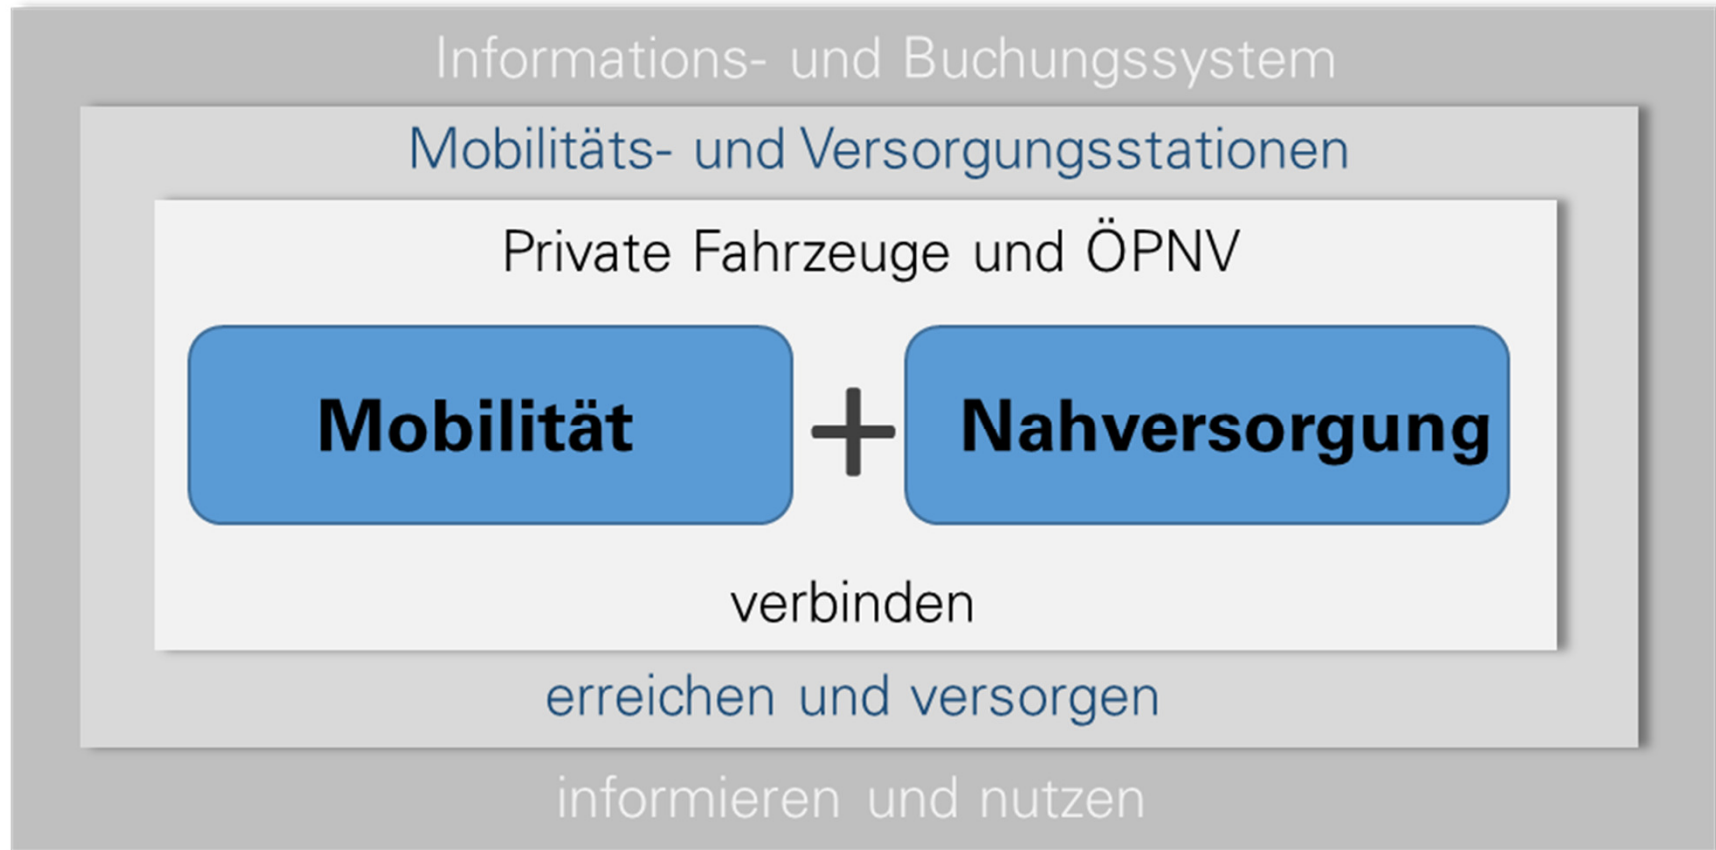 Informations- und Buchungssystem
Mobilitäts- und Versorgungsstationen
Private Fahrzeuge und ÖPNV
Mobilität + Nahversorgung
verbinden
erreichen und versorgen
informieren und nutzen